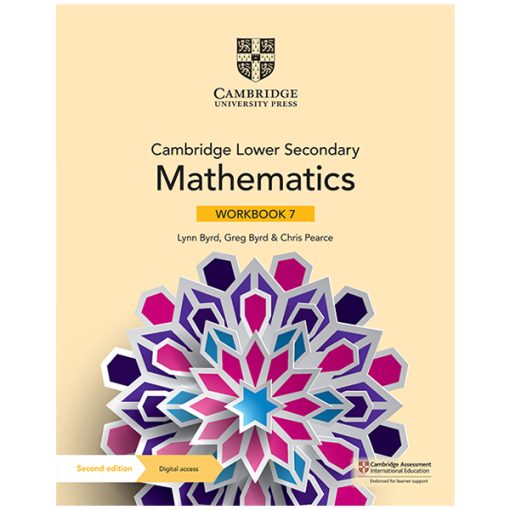 CAMBRIDGE
UNIVERSITY PRESS
Cambridge Lower Secondary
Mathematics
WORKBOOK 7
Lynn Byrd, Greg Byrd & Chris Pearce
Second edition
Digital access
Cambridge Assessment
International Education
Endorsed for learner support